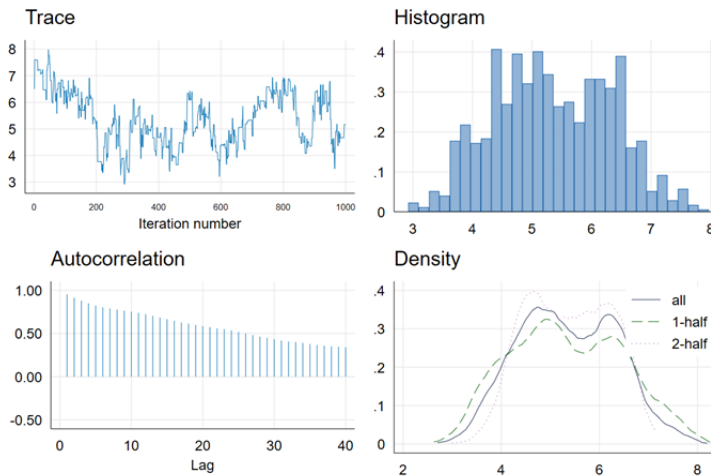 Trace
8
7
6
5
4
3
0 200 400 600 800 1000
Iteration number
Histogram
.4
.3
.2
.1
0
3 4 5 6 7 8
Autocorrelation
1.00
0.50
0.00
-0.50
0 10 20 30 40
Lag
Density
.4
.3
.2
.1
0
2 4 6 8
all
1-half
2-half